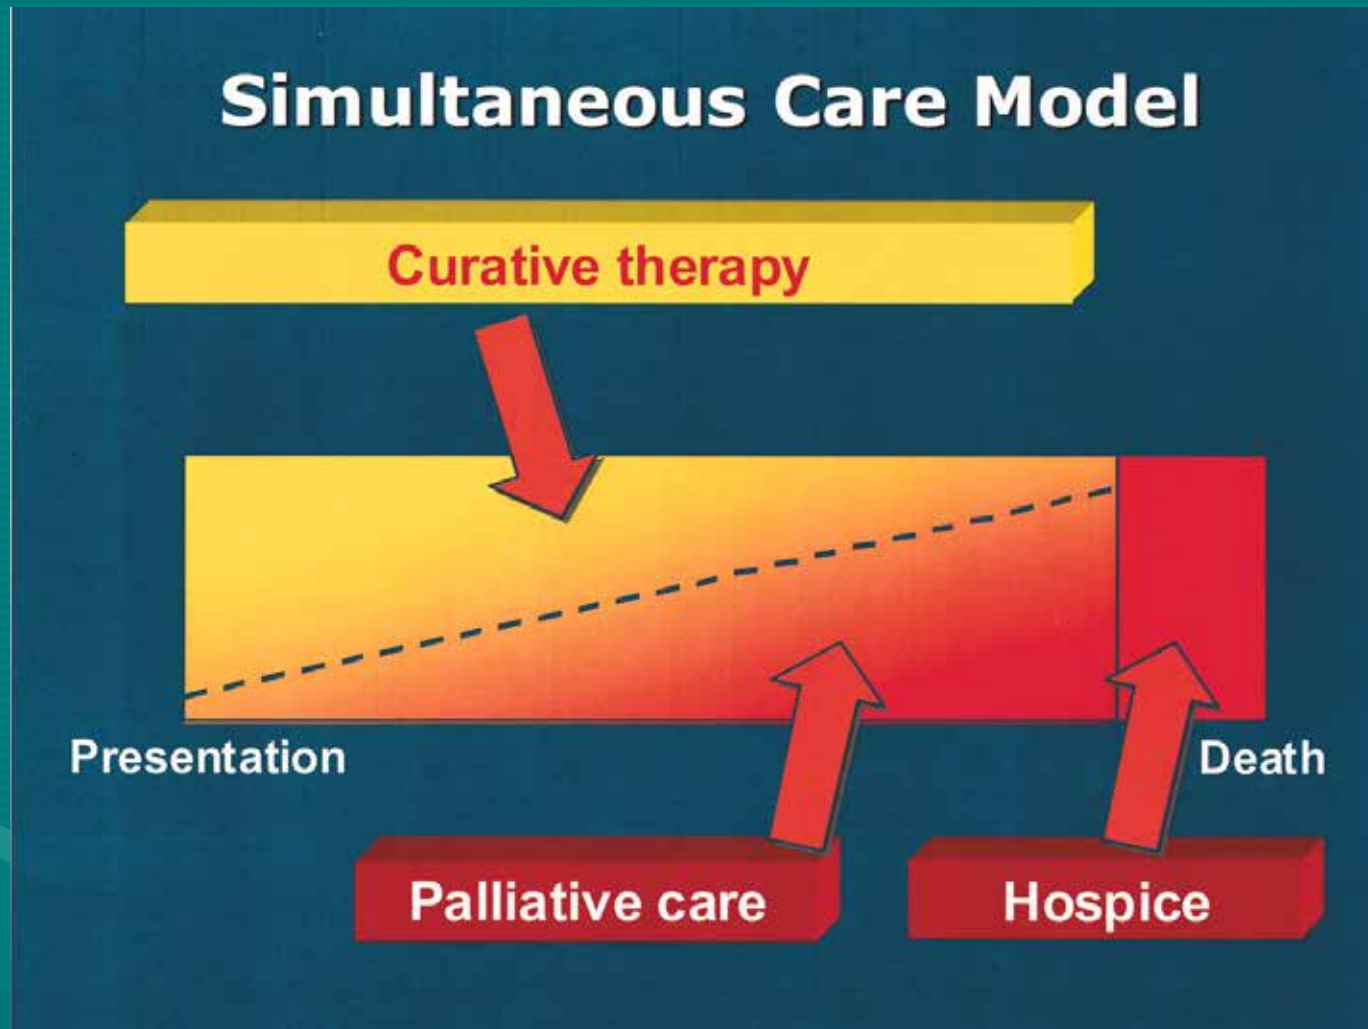 Simultaneous Care Model
Curative therapy
Presentation
Death
Palliative care
Hospice